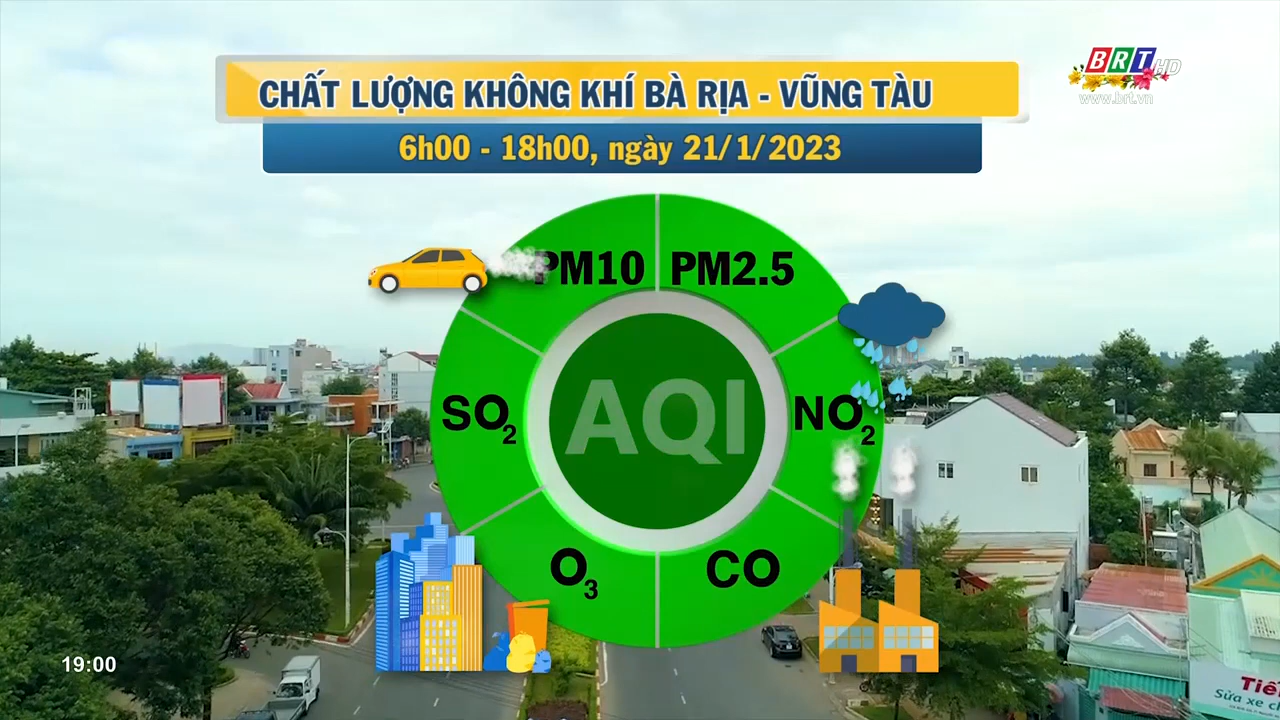 CHẤT LƯỢNG KHÔNG KHÍ BÀ RỊA - VŨNG TÀU
BRT HD
www.brt.vn
6h00 - 18h00, ngày 21/1/2023
PM10
PM2.5
SO2
AQI
NO2
O3
CO
19:00
Tiế
Sửa xe